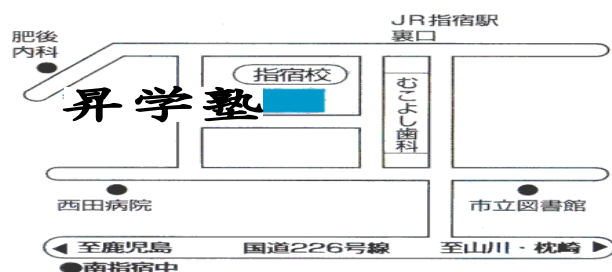 JR指宿駅
裏口
肥後
内科
指宿校
昇学塾
むこよし歯科
西田病院
市立図書館
◀ 至鹿児島 国道226号線 至山川・枕崎 ▶
南指宿中